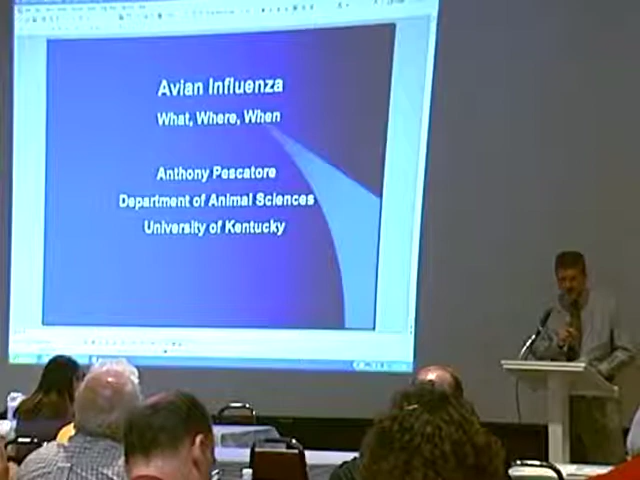 Avian Influenza
What, Where, When
Anthony Pescatore
Department of Animal Sciences
University of Kentucky